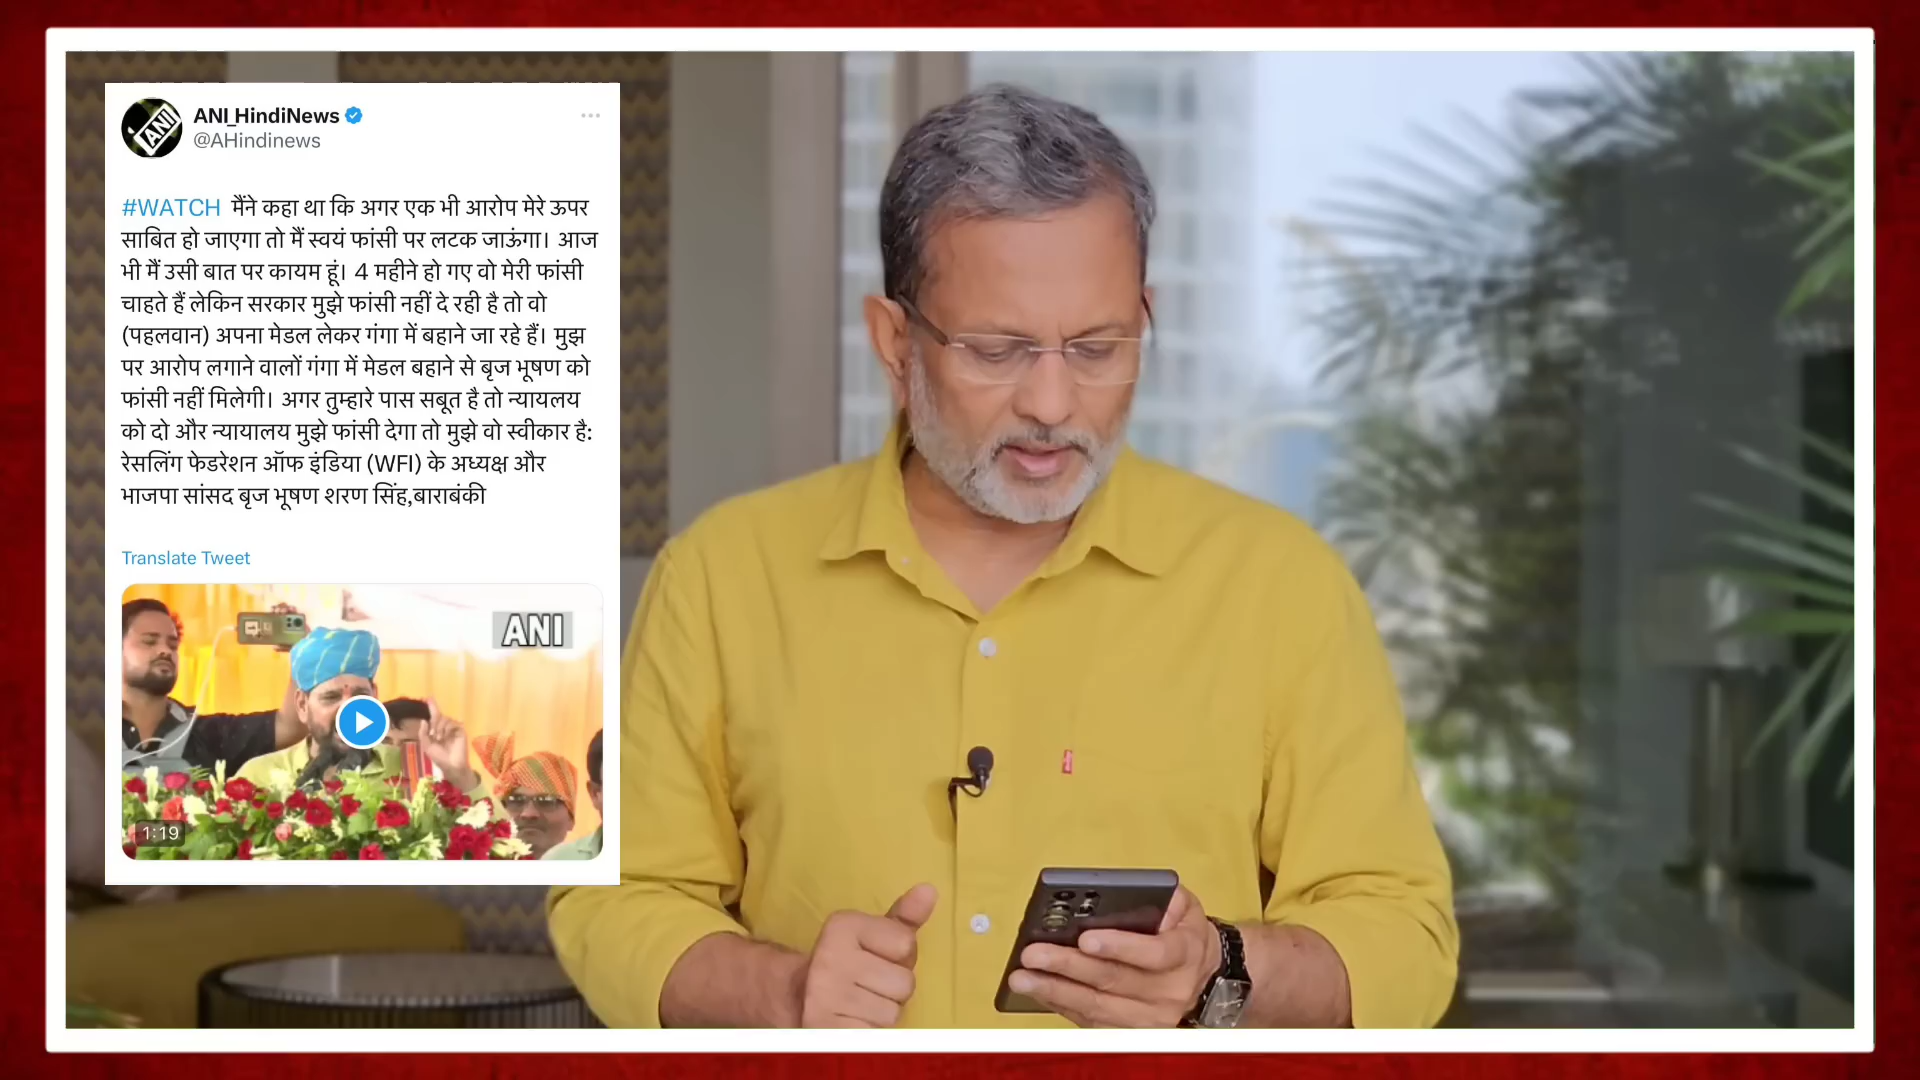 ANI_HindiNews
@AHindinews
#WATCH मैंने कहा था कि अगर एक भी आरोप मेरे ऊपर
साबित हो जाएगा तो मैं स्वयं फांसी पर लटक जाऊंगा। आज
भी मैं उसी बात पर कायम हूं। 4 महीने हो गए वो मेरी फांसी
चाहते हैं लेकिन सरकार मुझे फांसी नहीं दे रही है तो वो
(पहलवान) अपना मेडल लेकर गंगा में बहाने जा रहे हैं। मुझ
पर आरोप लगाने वालों गंगा में मेडल बहाने से बृज भूषण को
फांसी नहीं मिलेगी। अगर तुम्हारे पास सबूत है तो न्यायलय
को दो और न्यायालय मुझे फांसी देगा तो मुझे वो स्वीकार है:
रेसलिंग फेडरेशन ऑफ इंडिया (WFI) के अध्यक्ष और
भाजपा सांसद बृज भूषण शरण सिंह,बाराबंकी
Translate Tweet
ANI
1:19